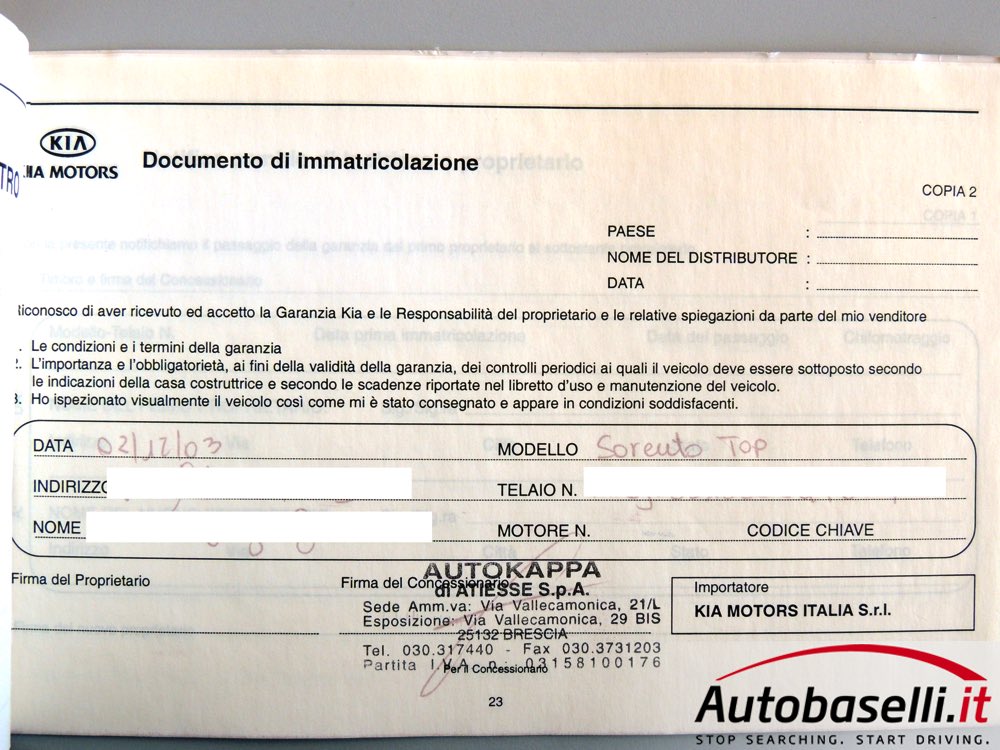 KIA
KIA MOTORS
TRO
Documento di immatricolazione
COPIA 2
PAESE :
NOME DEL DISTRIBUTORE :
DATA :
Riconosco di aver ricevuto ed accetto la Garanzia Kia e le Responsabilità del proprietario e le relative spiegazioni da parte del mio venditore
1. Le condizioni e i termini della garanzia
2. L'importanza e l'obbligatorietà, ai fini della validità della garanzia, dei controlli periodici ai quali il veicolo deve essere sottoposto secondo
le indicazioni della casa costruttrice e secondo le scadenze riportate nel libretto d'uso e manutenzione del veicolo.
3. Ho ispezionato visualmente il veicolo così come mi è stato consegnato e appare in condizioni soddisfacenti.
DATA 02/12/03 MODELLO Sorento TOP
INDIRIZZO TELAIO N.
NOME MOTORE N. CODICE CHIAVE
Firma del Proprietario Firma del Concessionario
AUTOKAPPA
di ATIESSE S.p.A.
Sede Amm.va: Via Vallecamonica, 21/L
Esposizione: Via Vallecamonica, 29 BIS
25132 BRESCIA
Tel. 030.317440 - Fax 030.3731203
Partita I.V.A. n.: 03158100176
Per il Concessionario
Importatore
KIA MOTORS ITALIA S.r.l.
23
Autobaselli.it
STOP SEARCHING. START DRIVING.